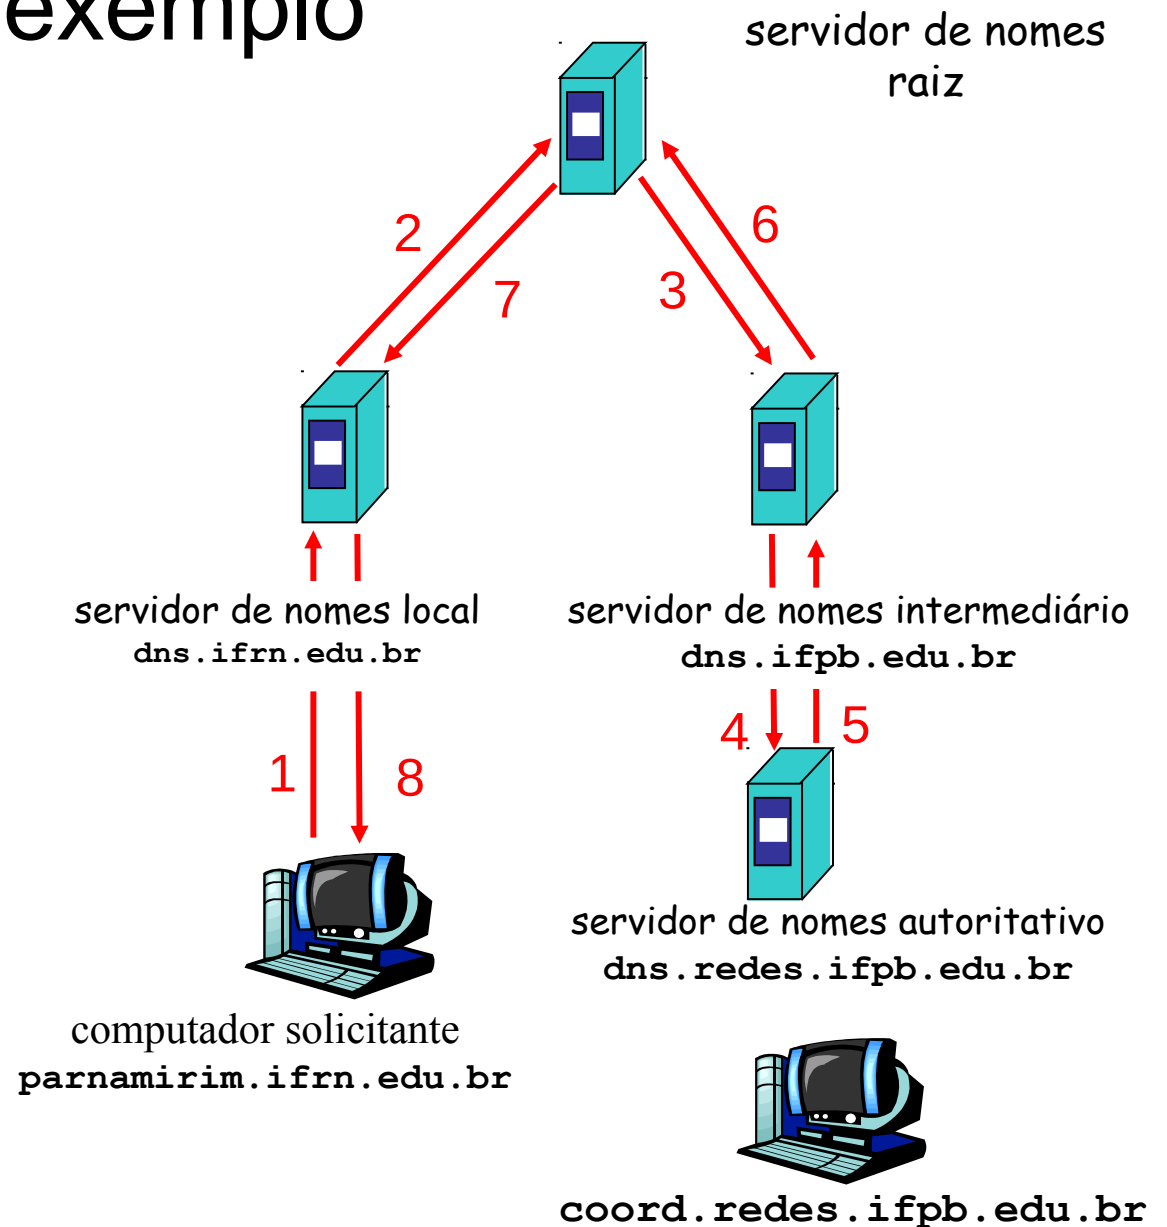 exemplo
servidor de nomes
raiz
2
6
7
3
servidor de nomes local
dns.ifrn.edu.br
servidor de nomes intermediário
dns.ifpb.edu.br
4
5
1
8
servidor de nomes autoritativo
dns.redes.ifpb.edu.br
computador solicitante
parnamirim.ifrn.edu.br
coord.redes.ifpb.edu.br